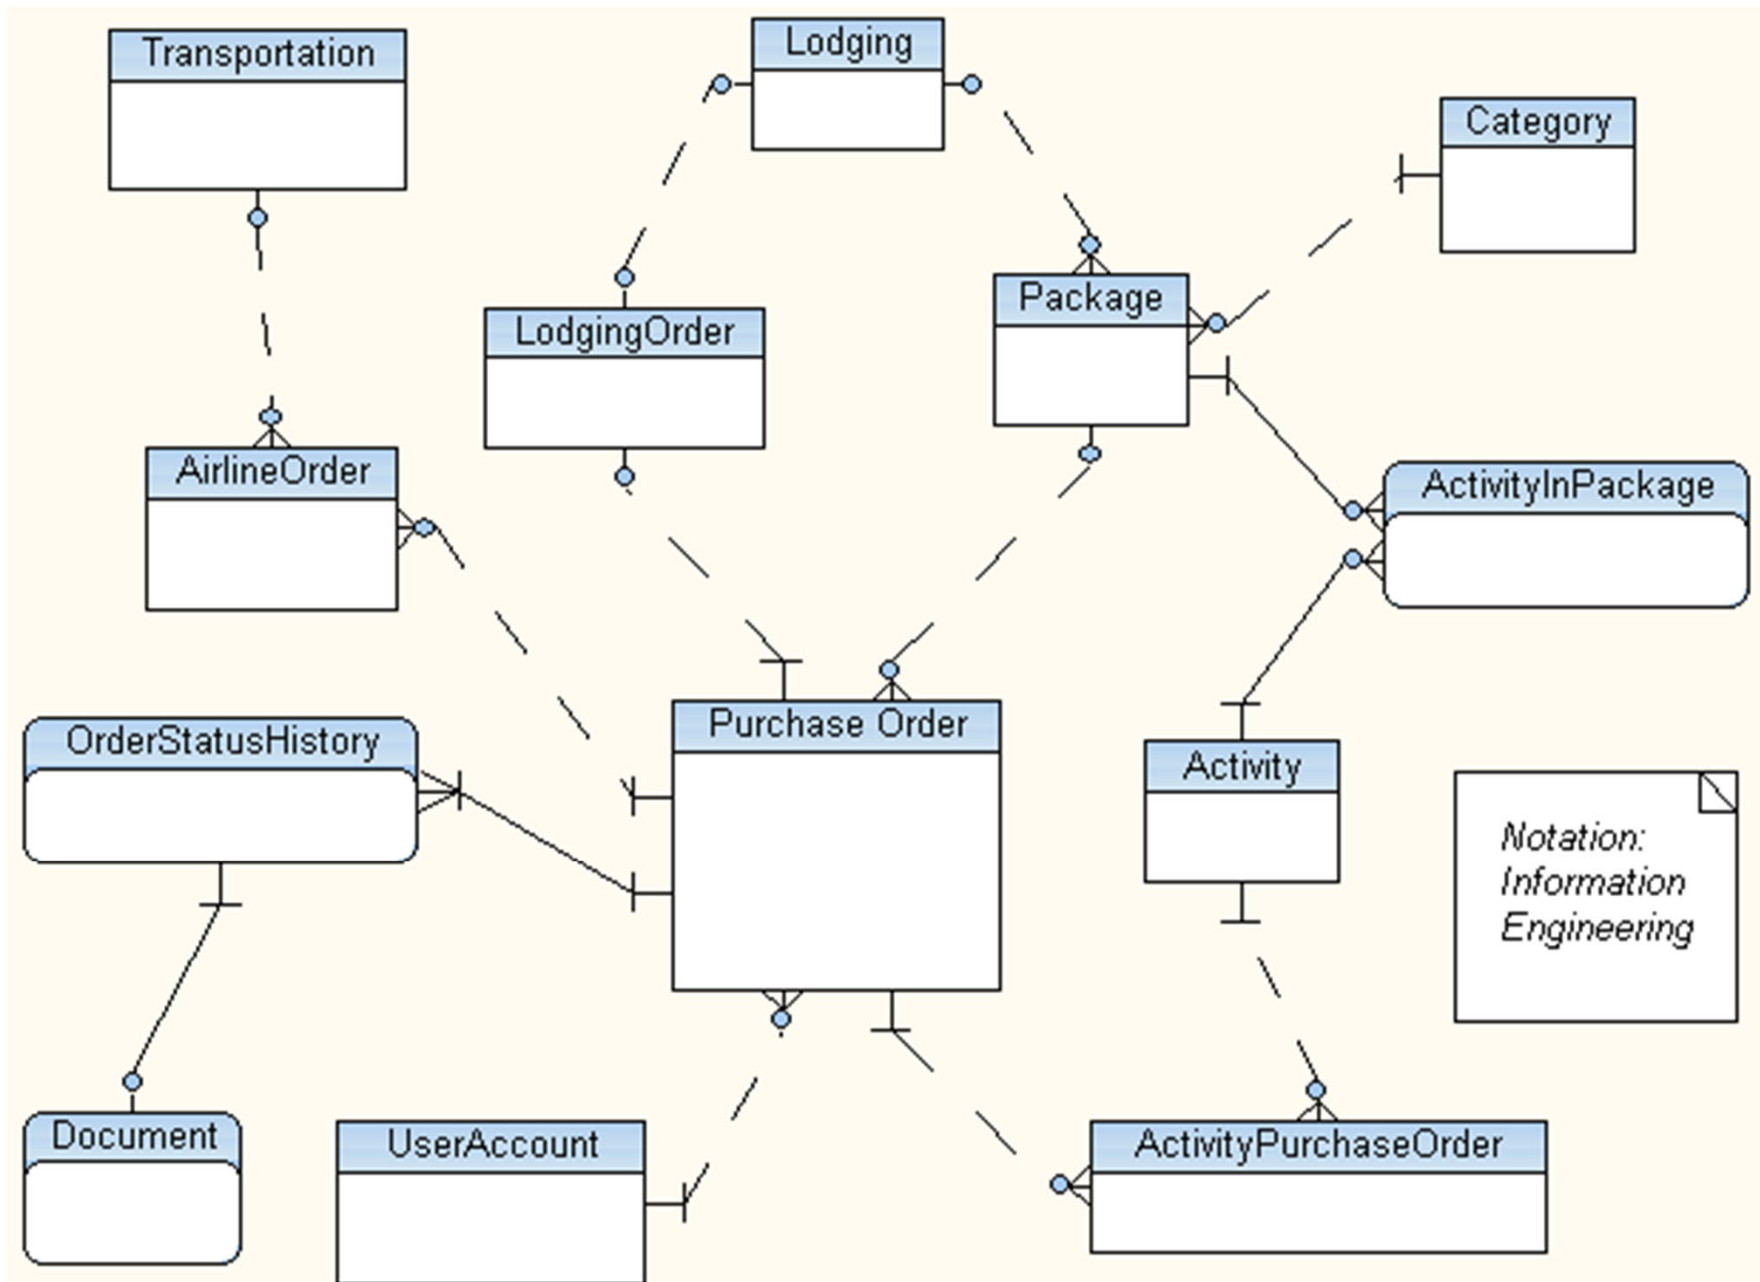 Transportation
Lodging
Category
Package
LodgingOrder
AirlineOrder
ActivityInPackage
Purchase Order
OrderStatusHistory
Activity
Notation:
Information
Engineering
Document
UserAccount
ActivityPurchaseOrder